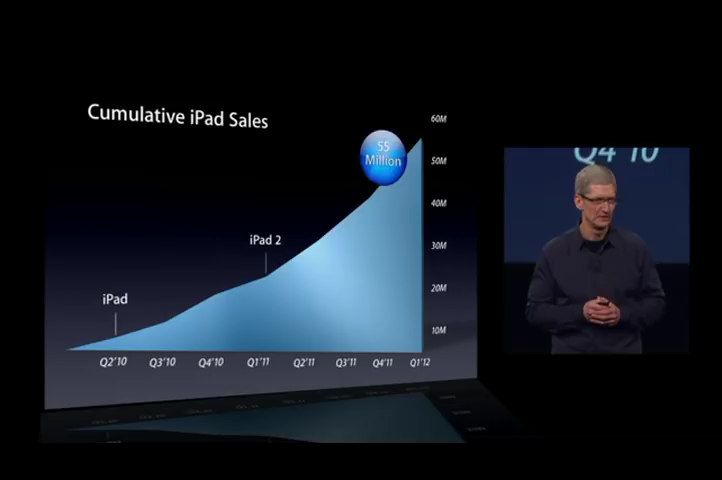 Cumulative iPad Sales
60M
55
Million
50M
40M
iPad 2
30M
iPad
20M
10M
Q2'10
Q3'10
Q4'10
Q1'11
Q2'11
Q3'11
Q4'11
Q1'12
Q4'10